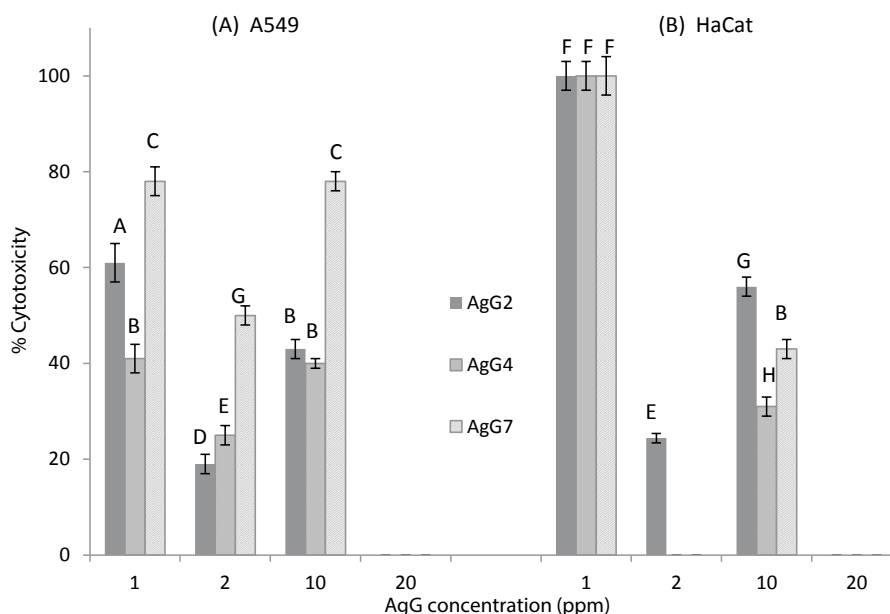 (A) A549
(B) HaCat
% Cytotoxicity
100
80
60
40
20
0
A
B
C
D
E
G
B
B
C
F F F
E
G
H
B
AgG2
AgG4
AgG7
1 2 10 20 1 2 10 20
AgG concentration (ppm)